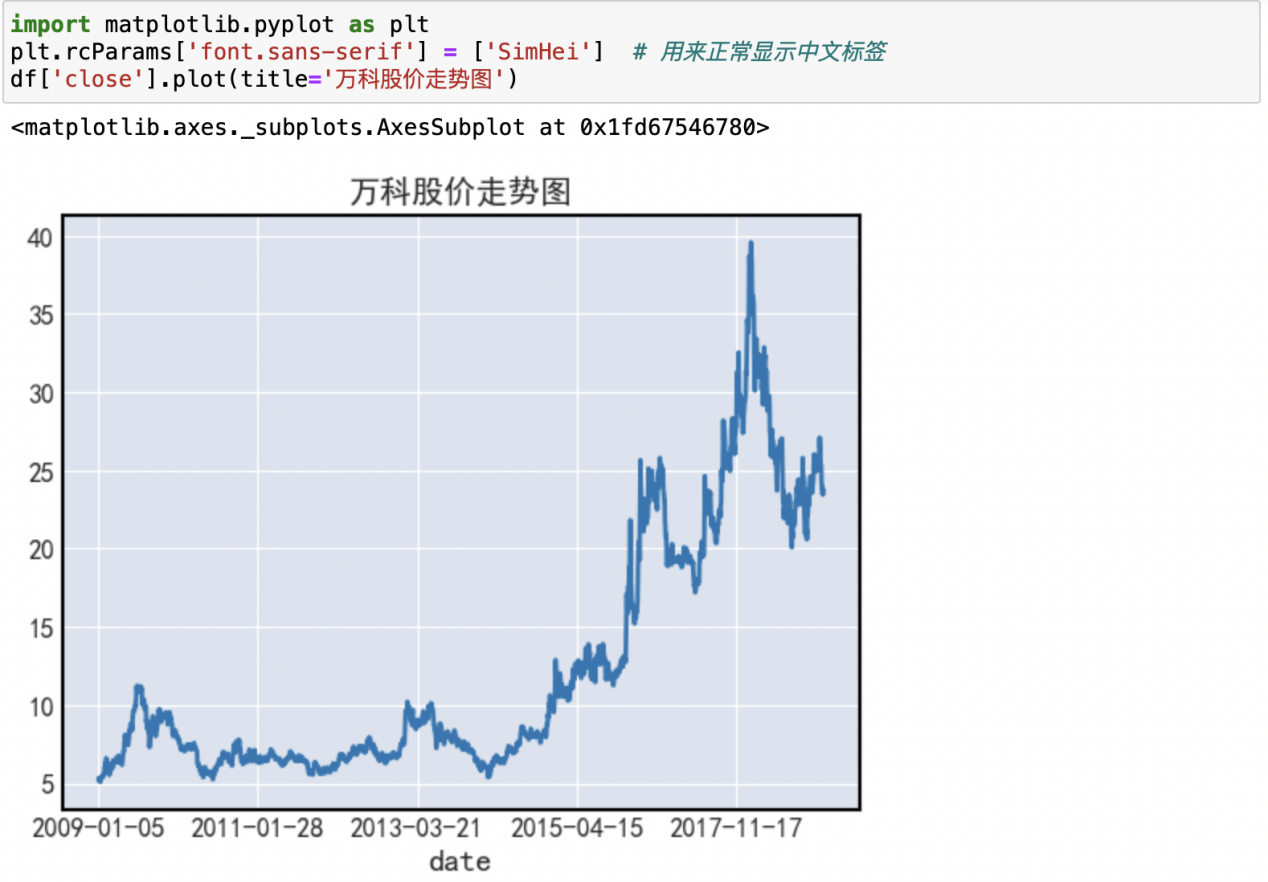 import matplotlib.pyplot as plt
plt.rcParams['font.sans-serif'] = ['SimHei']  # 用来正常显示中文标签
df['close'].plot(title='万科股价走势图')
<matplotlib.axes._subplots.AxesSubplot at 0x1fd67546780>
万科股价走势图
40
35
30
25
20
15
10
5
2009-01-05 2011-01-28 2013-03-21 2015-04-15 2017-11-17
date